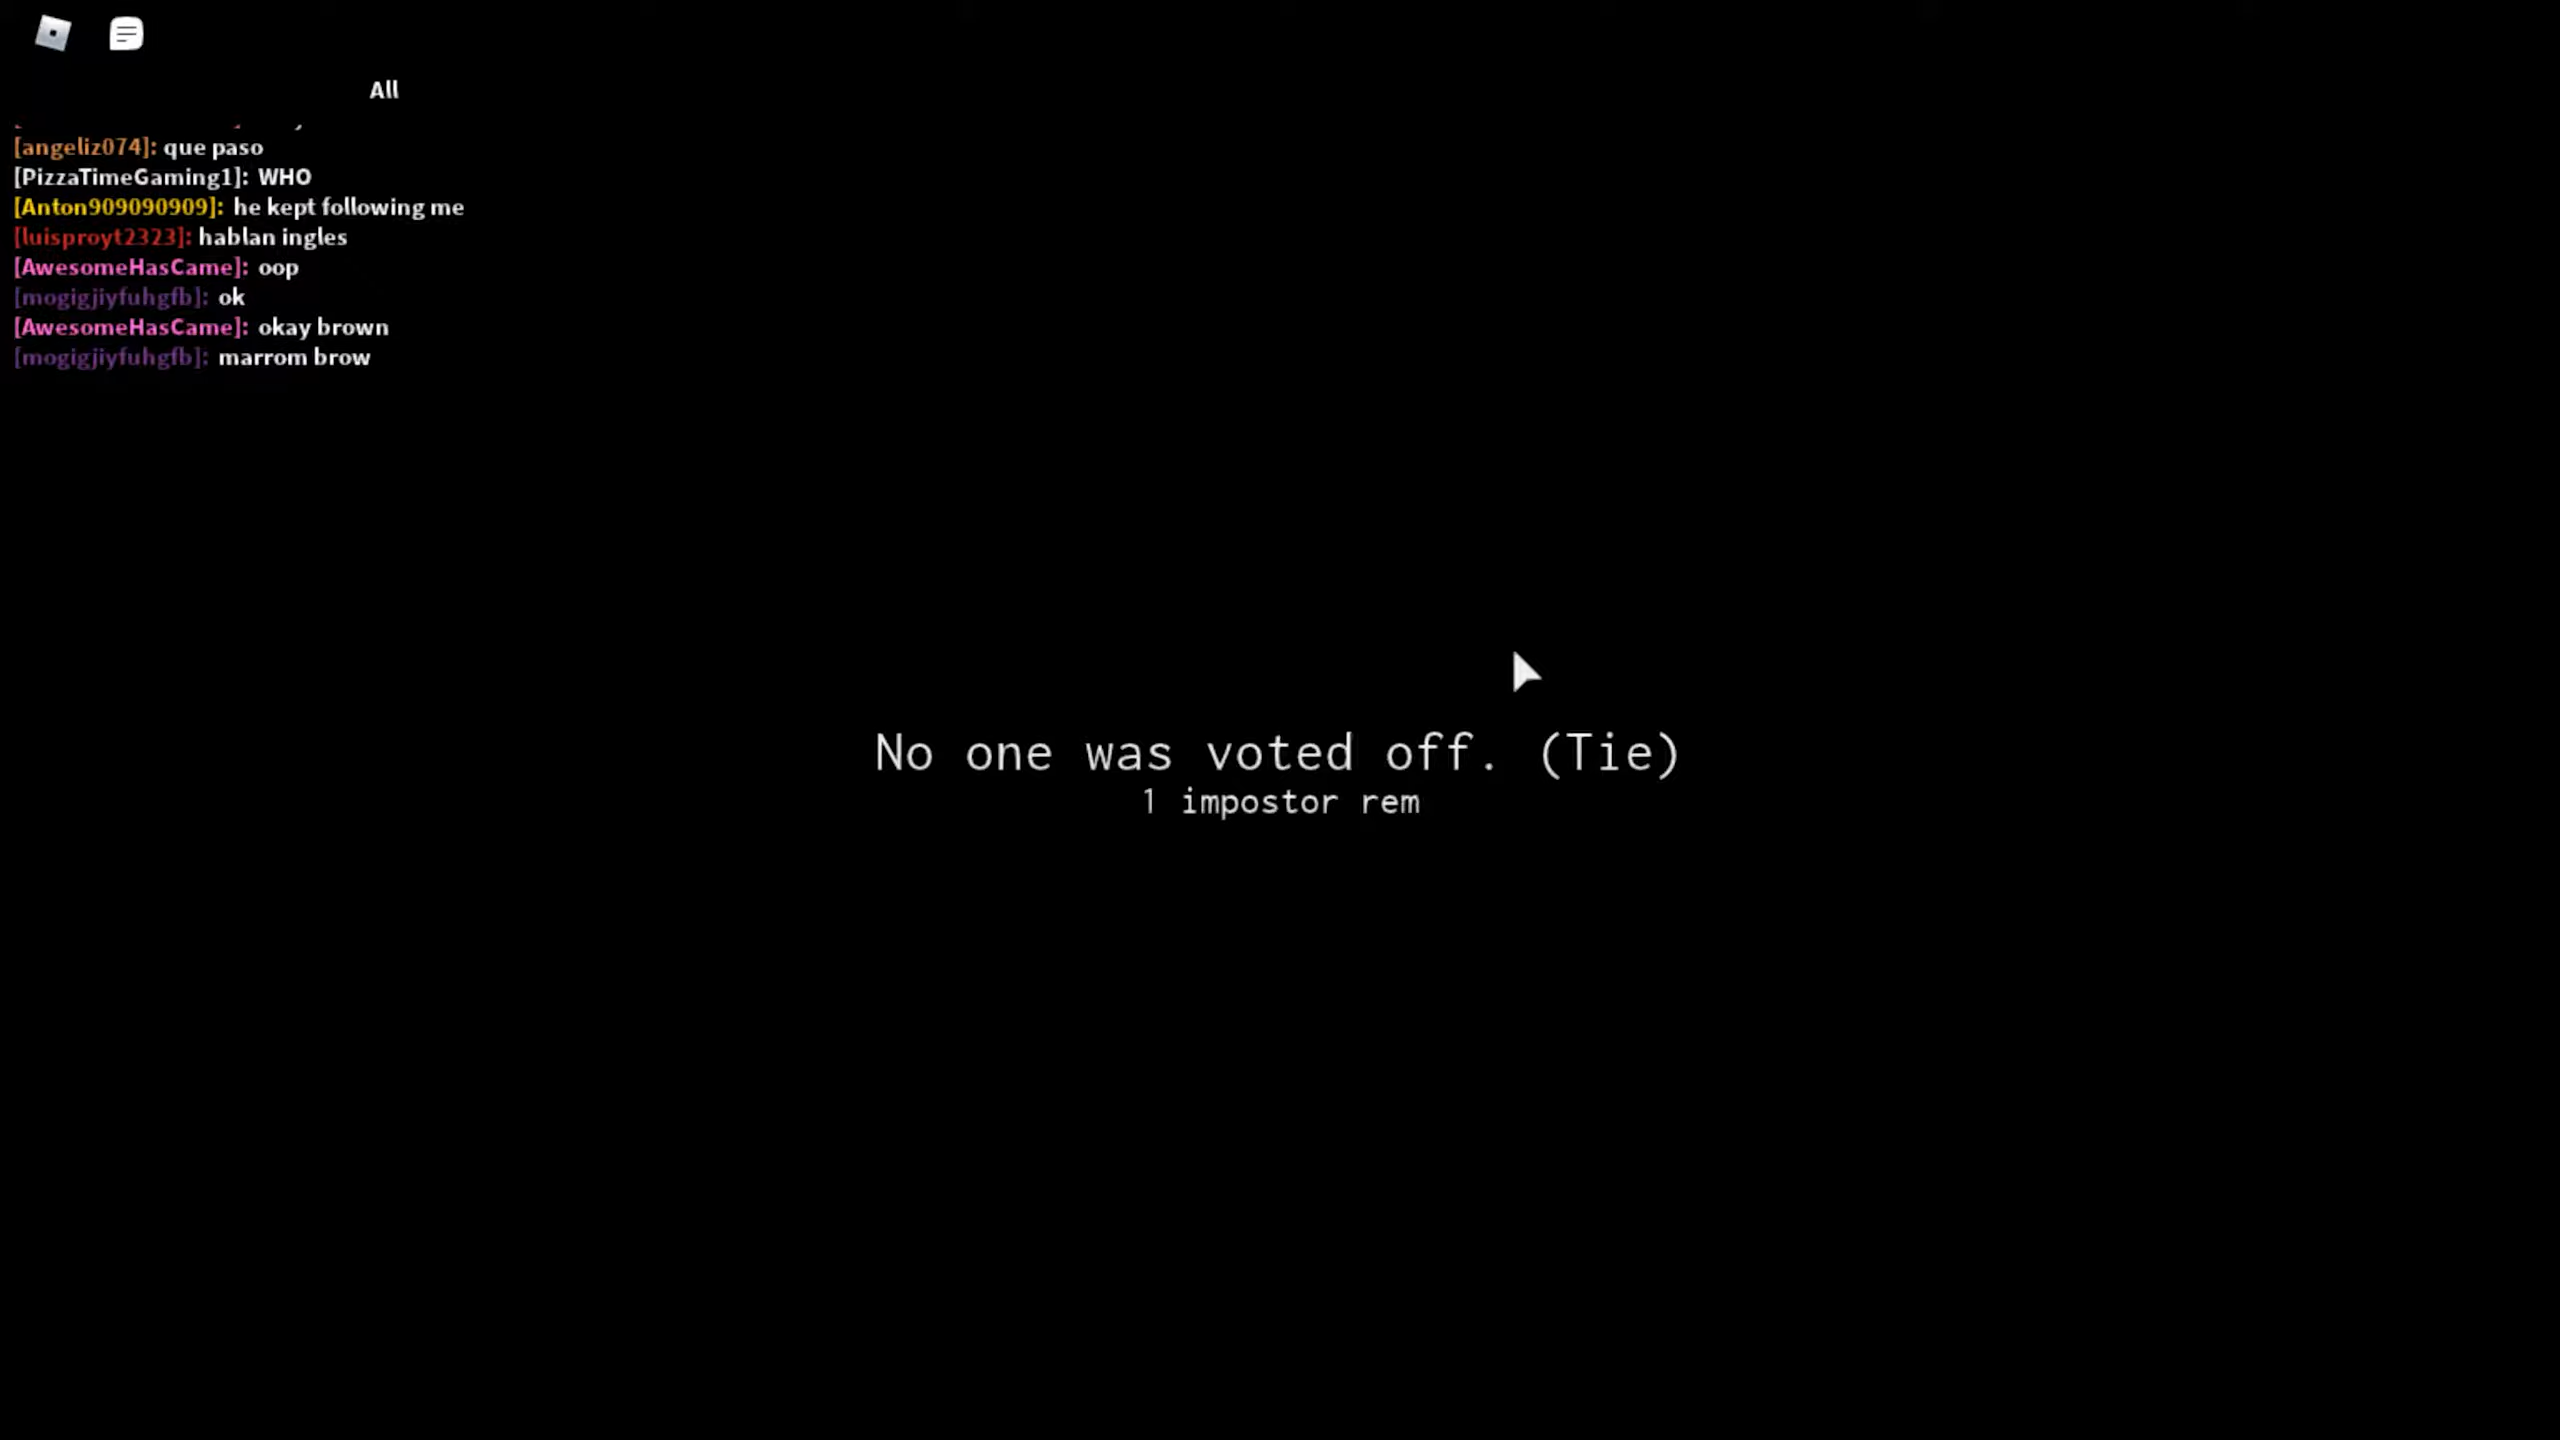 All
[angeliz074]: que paso
[PizzaTimeGaming1]: WHO
[Anton909090909]: he kept following me
[luisproyt2323]: hablan ingles
[AwesomeHasCame]: oop
[mogigjiyfuhgfb]: ok
[AwesomeHasCame]: okay brown
[mogigjiyfuhgfb]: marrom brow
No one was voted off. (Tie)
1 impostor rem